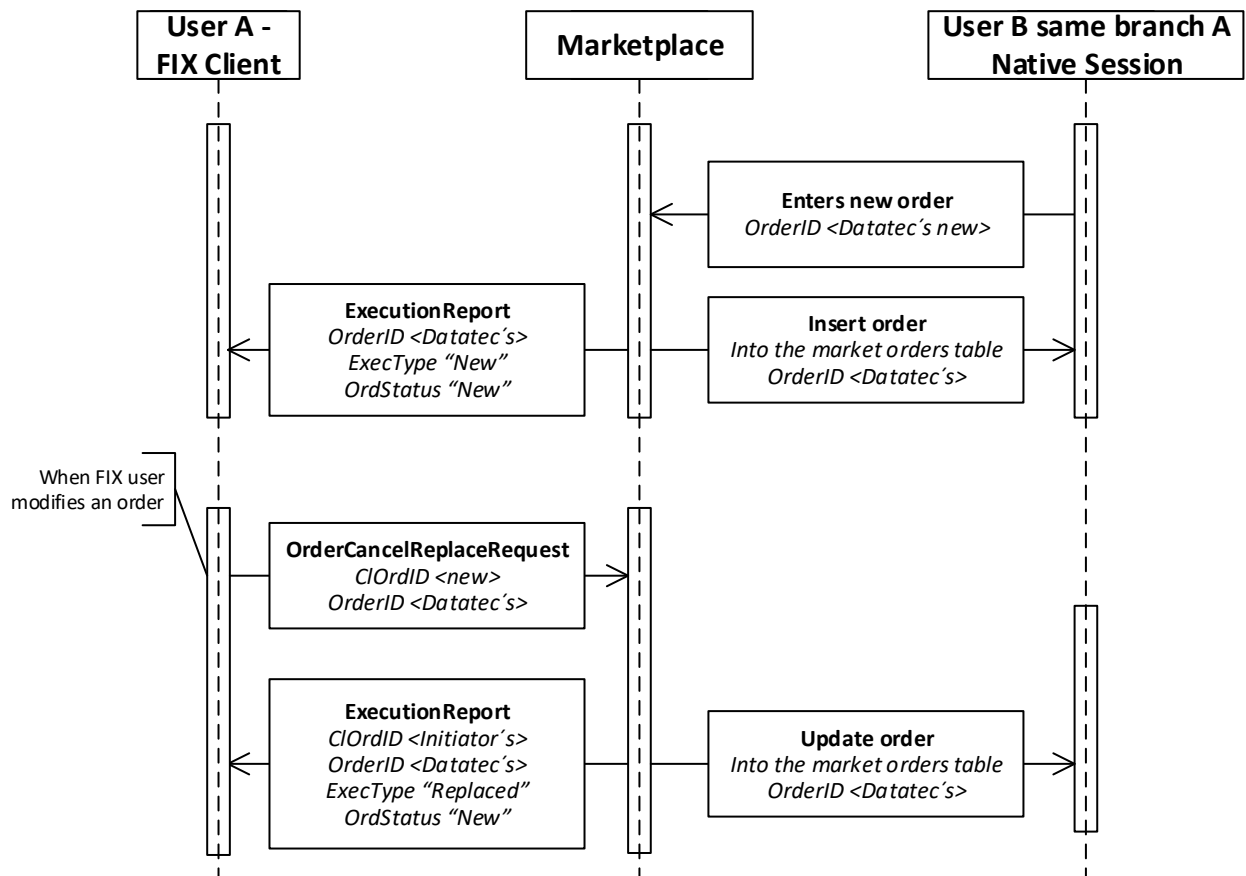 User A -
FIX Client
Marketplace
User B same branch A
Native Session
Enters new order
OrderID <Datatec´s new>
ExecutionReport
OrderID <Datatec´s>
ExecType “New”
OrdStatus “New”
Insert order
Into the market orders table
OrderID <Datatec´s>
When FIX user
modifies an order
OrderCancelReplaceRequest
ClOrdID <new>
OrderID <Datatec´s>
ExecutionReport
ClOrdID <Initiator´s>
OrderID <Datatec´s>
ExecType “Replaced”
OrdStatus “New”
Update order
Into the market orders table
OrderID <Datatec´s>